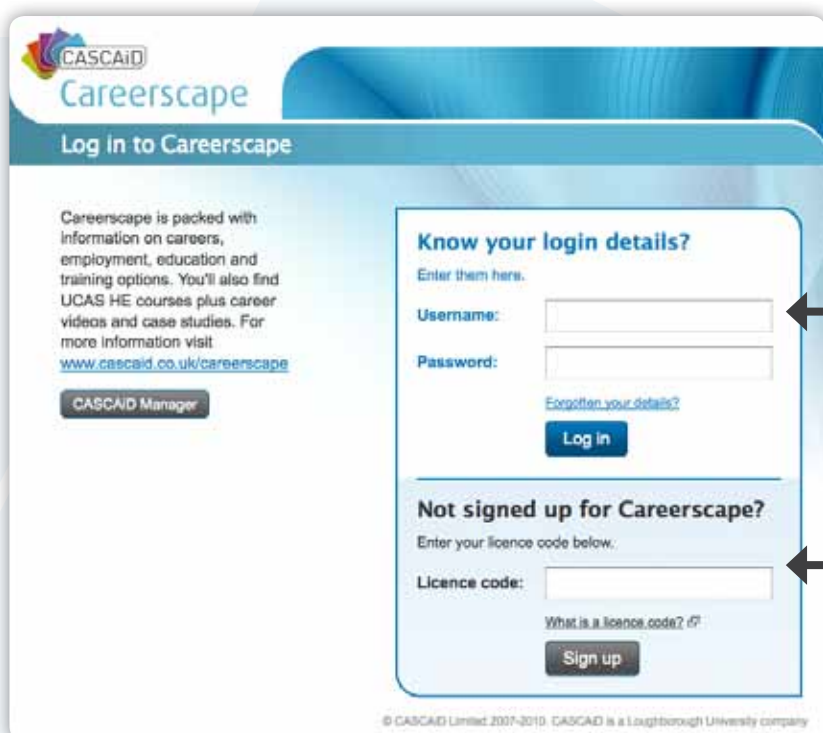 CASCAiD
Careerscape
Log in to Careerscape
Careerscape is packed with
information on careers,
employment, education and
training options. You'll also find
UCAS HE courses plus career
videos and case studies. For
more information visit
www.cascaid.co.uk/careerscape
CASCAiD Manager
Know your login details?
Enter them here.
Username:
Password:
Forgotten your details?
Log in
Not signed up for Careerscape?
Enter your licence code below.
Licence code:
What is a licence code?
Sign up
© CASCAiD Limited 2007-2010. CASCAiD is a Loughborough University company